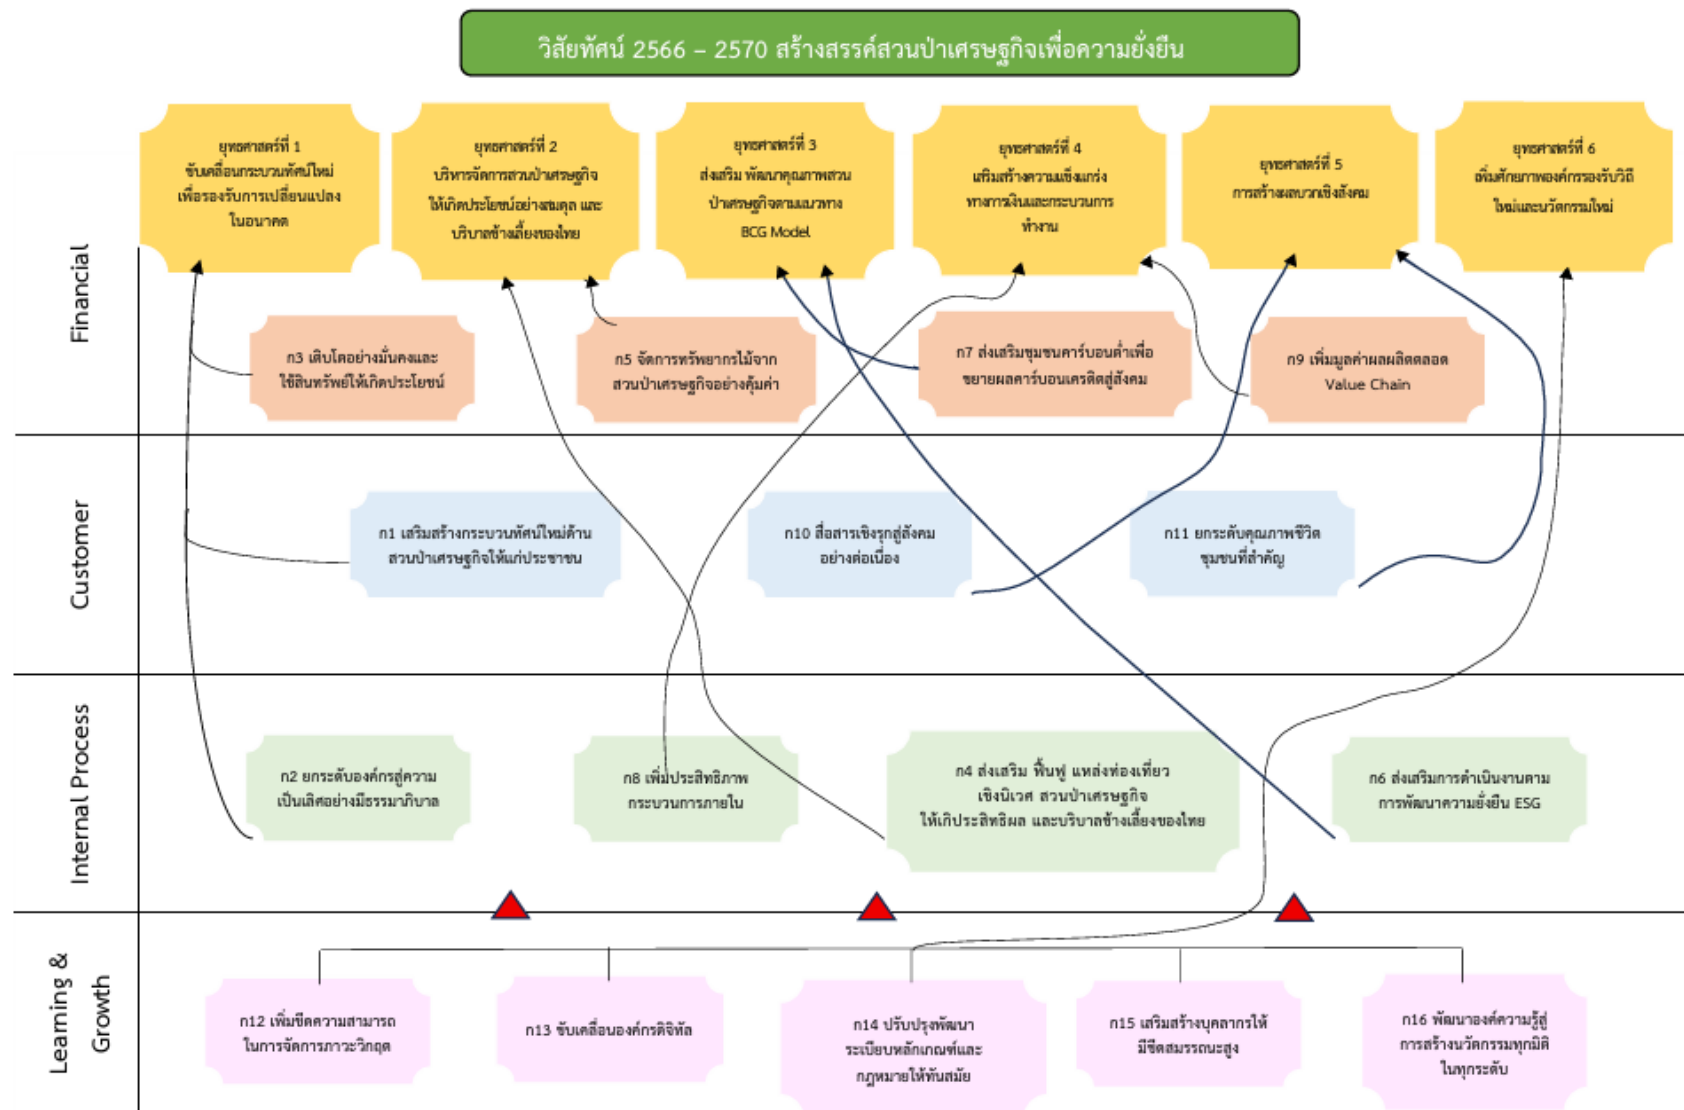 วิสัยทัศน์ 2566 – 2570 สร้างสรรค์สวนป่าเศรษฐกิจเพื่อความยั่งยืน
ยุทธศาสตร์ที่ 1
ขับเคลื่อนกระบวนทัศน์ใหม่
เพื่อรองรับการเปลี่ยนแปลง
ในอนาคต
ยุทธศาสตร์ที่ 2
บริหารจัดการสวนป่าเศรษฐกิจ
ให้เกิดประโยชน์อย่างสมดุล และ
บริบาลช้างเลี้ยงของไทย
ยุทธศาสตร์ที่ 3
ส่งเสริม พัฒนาคุณภาพสวน
ป่าเศรษฐกิจตามแนวทาง
BCG Model
ยุทธศาสตร์ที่ 4
เสริมสร้างความแข็งแกร่ง
ทางการเงินและกระบวนการ
ทำงาน
ยุทธศาสตร์ที่ 5
การสร้างผลบวกเชิงสังคม
ยุทธศาสตร์ที่ 6
เพิ่มศักยภาพองค์กรรองรับวิถี
ใหม่และนวัตกรรมใหม่
Financial
ก3 เติบโตอย่างมั่นคงและ
ใช้สินทรัพย์ให้เกิดประโยชน์
ก5 จัดการทรัพยากรไม้จาก
สวนป่าเศรษฐกิจอย่างคุ้มค่า
ก7 ส่งเสริมชุมชนคาร์บอนต่ำเพื่อ
ขยายผลคาร์บอนเครดิตสู่สังคม
ก9 เพิ่มมูลค่าผลผลิตตลอด
Value Chain
Customer
ก1 เสริมสร้างกระบวนทัศน์ใหม่ด้าน
สวนป่าเศรษฐกิจให้แก่ประชาชน
ก10 สื่อสารเชิงรุกสู่สังคม
อย่างต่อเนื่อง
ก11 ยกระดับคุณภาพชีวิต
ชุมชนที่สำคัญ
Internal Process
ก2 ยกระดับองค์กรสู่ความ
เป็นเลิศอย่างมีธรรมาภิบาล
ก8 เพิ่มประสิทธิภาพ
กระบวนการภายใน
ก4 ส่งเสริม ฟื้นฟู แหล่งท่องเที่ยว
เชิงนิเวศ สวนป่าเศรษฐกิจ
ให้เกิประสิทธิผล และบริบาลช้างเลี้ยงของไทย
ก6 ส่งเสริมการดำเนินงานตาม
การพัฒนาความยั่งยืน ESG
Learning &
Growth
ก12 เพิ่มขีดความสามารถ
ในการจัดการภาวะวิกฤต
ก13 ขับเคลื่อนองค์กรดิจิทัล
ก14 ปรับปรุงพัฒนา
ระเบียบหลักเกณฑ์และ
กฎหมายให้ทันสมัย
ก15 เสริมสร้างบุคลากรให้
มีขีดสมรรถนะสูง
ก16 พัฒนาองค์ความรู้สู่
การสร้างนวัตกรรมทุกมิติ
ในทุกระดับ